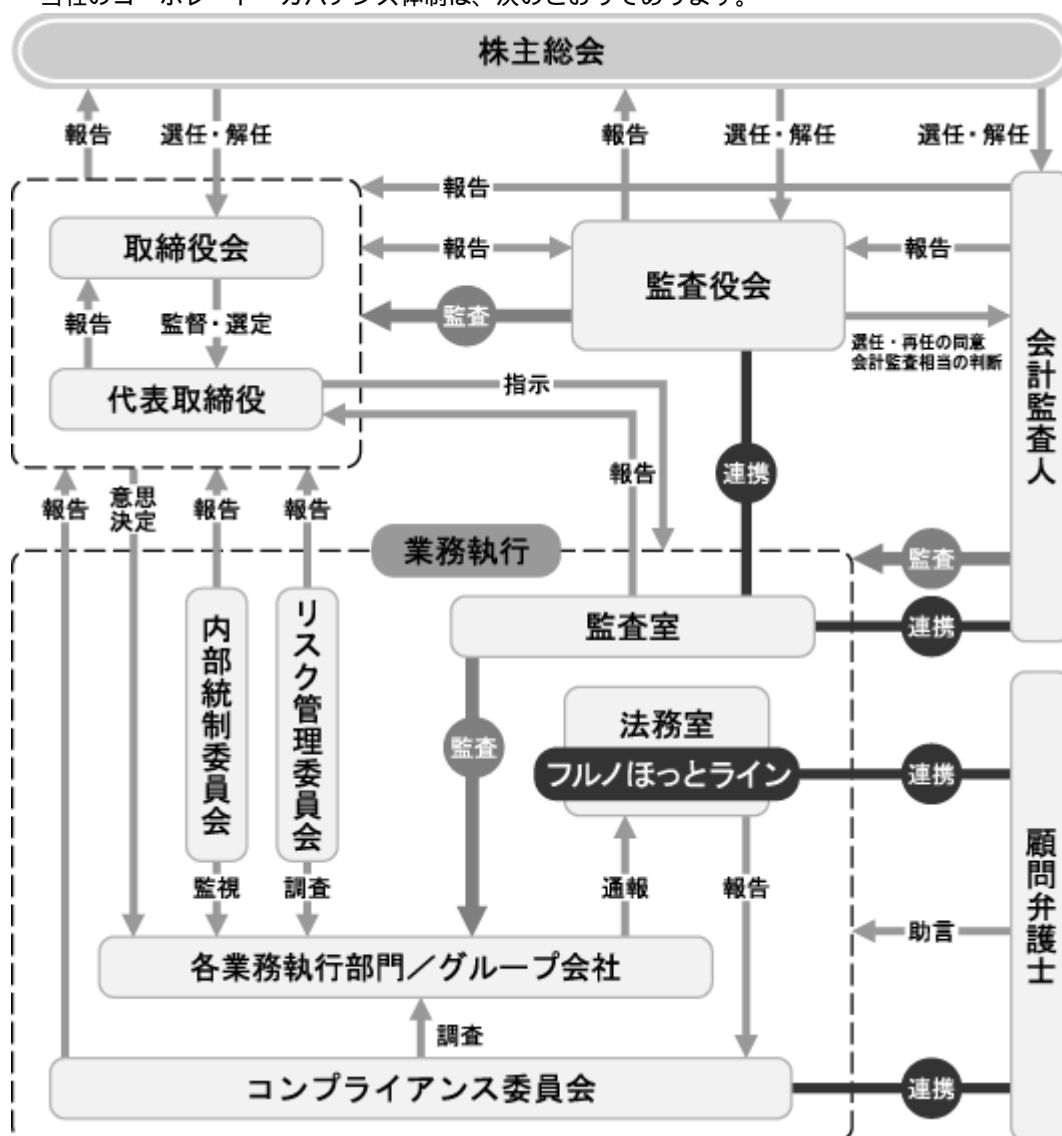 当社のコーポレート・ガバナンス体制は、次のとおりであります。
株主総会
報告
選任・解任
報告
選任・解任
選任・解任
報告
取締役会
報告
監査役会
報告
監査
報告
監督・選定
選任・再任の同意
会計監査相当の判断
会計監査人
代表取締役
指示
報告
連携
報告
意思
決定
報告
報告
業務執行
監査
内部統制委員会
リスク管理委員会
監査室
連携
監査
法務室
フルノほっとライン
連携
顧問弁護士
監視
調査
通報
報告
助言
各業務執行部門／グループ会社
調査
コンプライアンス委員会
連携